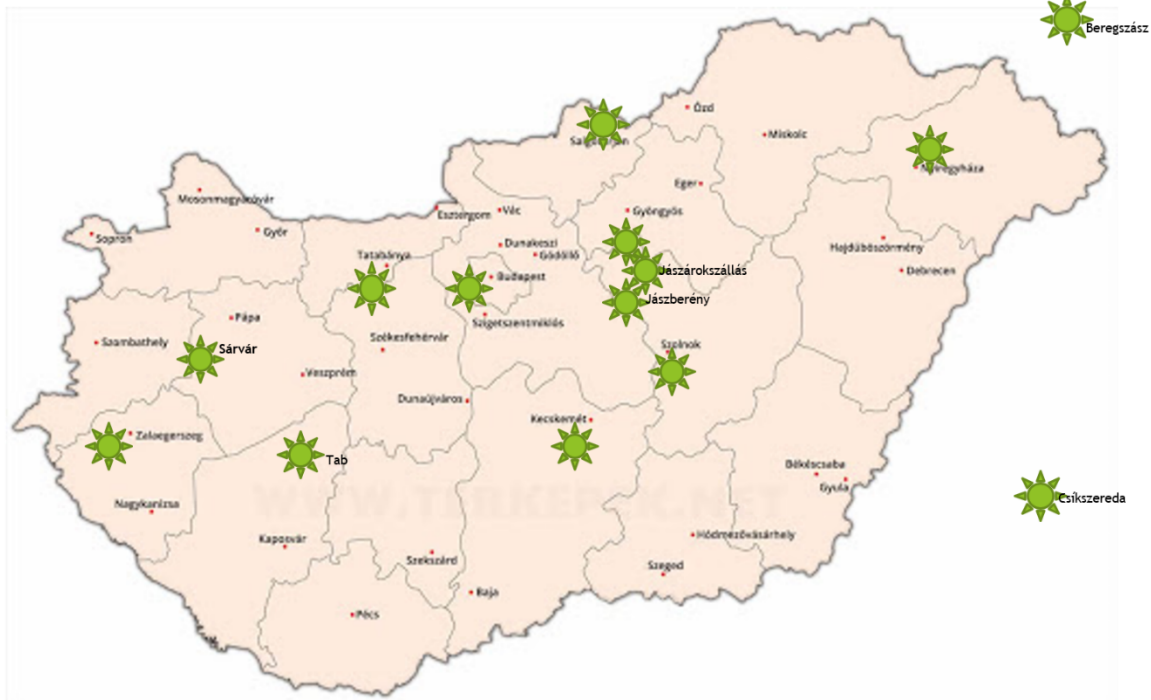 Beregszász
Ózd
Miskolc
Nyíregyháza
Eger
Mosonmagyaróvár
Esztergom
Vác
Gyöngyös
Sopron
Győr
Dunakeszi
Hajdúböszörmény
Tatabánya
Gödöllő
Jászárokszállás
Debrecen
Budapest
Jászberény
Pápa
Szigetszentmiklós
Szombathely
Sárvár
Székesfehérvár
Szolnok
Veszprém
Dunaújváros
Kecskemét
Zalaegerszeg
Tab
Békéscsaba
Gyula
WWW.TERKEPEK.NET
Csíkszereda
Nagykanizsa
Kaposvár
Hódmezővásárhely
Szekszárd
Szeged
Baja
Pécs